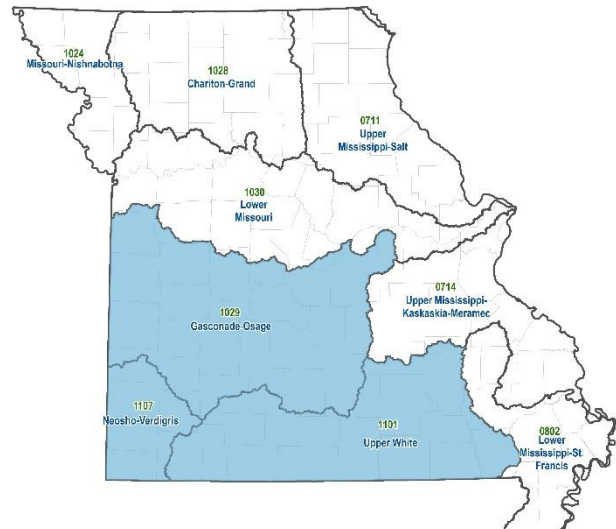 1024
Missouri-Nishnabotna
1028
Chariton-Grand
0711
Upper
Mississippi-Salt
1030
Lower
Missouri
0714
Upper Mississippi-
Kaskaskia-Meramec
1029
Gasconade-Osage
1107
Neosho-Verdigris
1101
Upper White
0802
Lower
Mississippi-St.
Francis